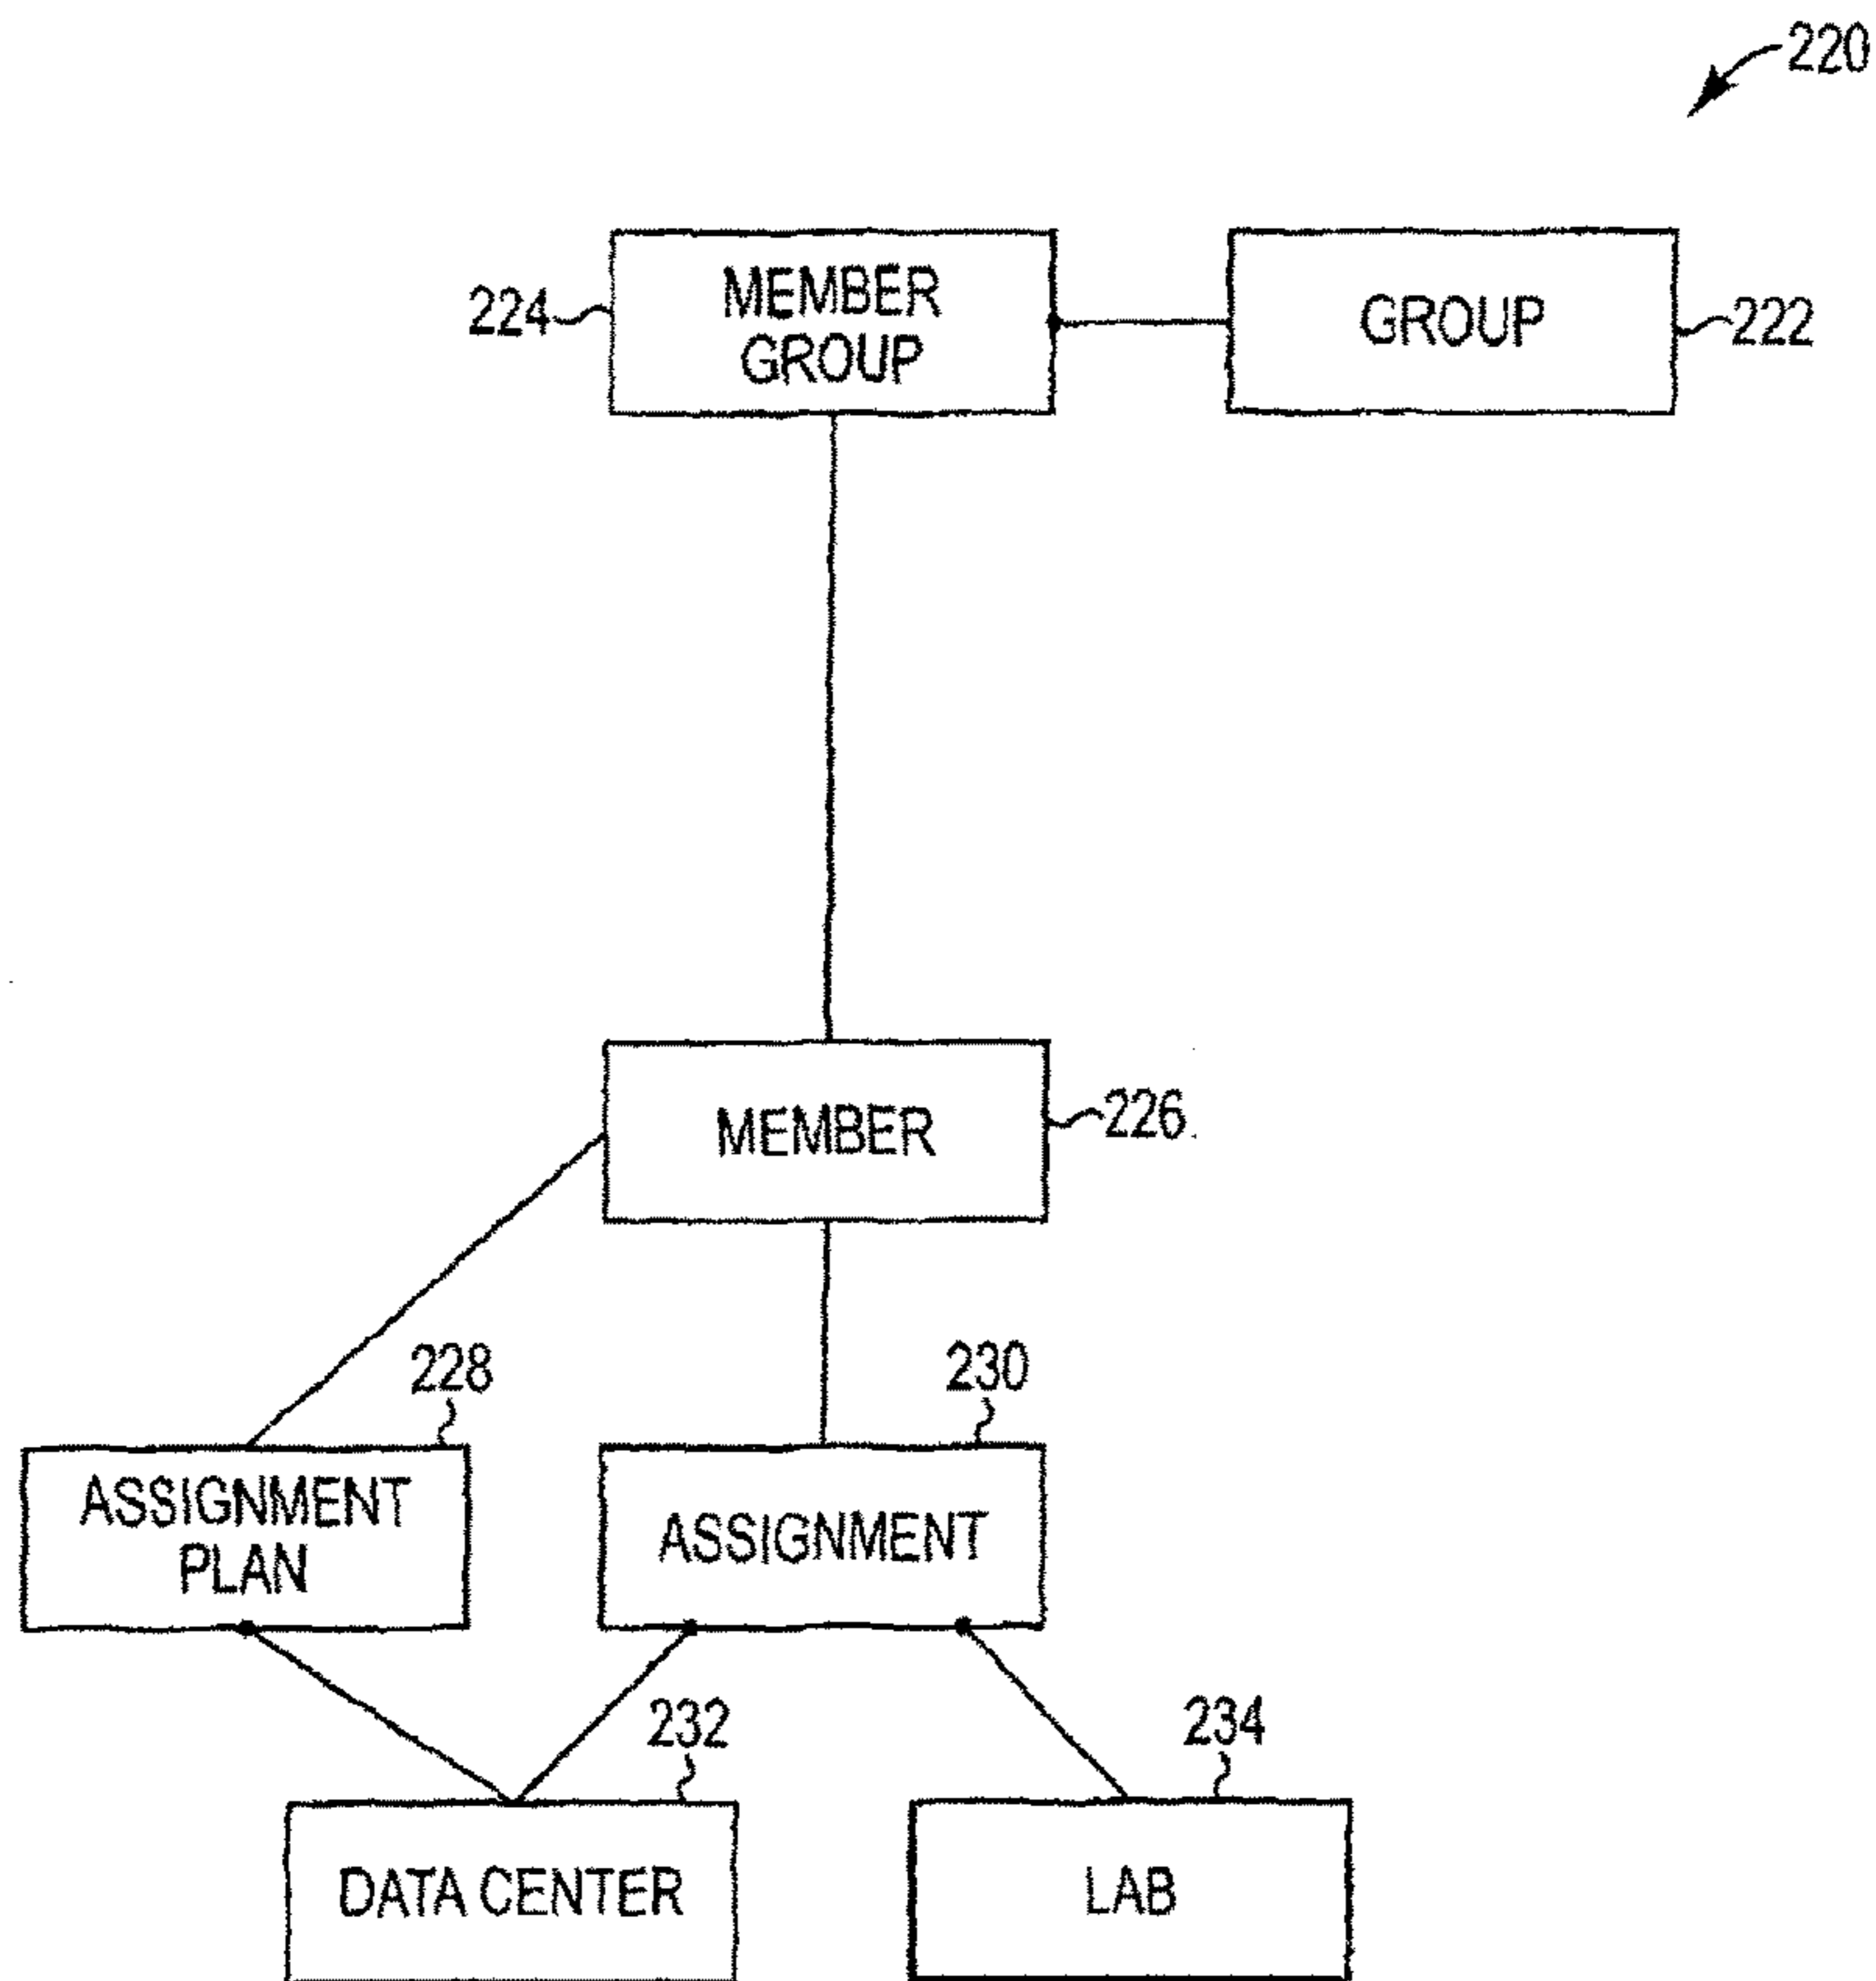 220
MEMBER
GROUP
224
GROUP
222
MEMBER
226
228
230
ASSIGNMENT
PLAN
ASSIGNMENT
232
234
DATA CENTER
LAB